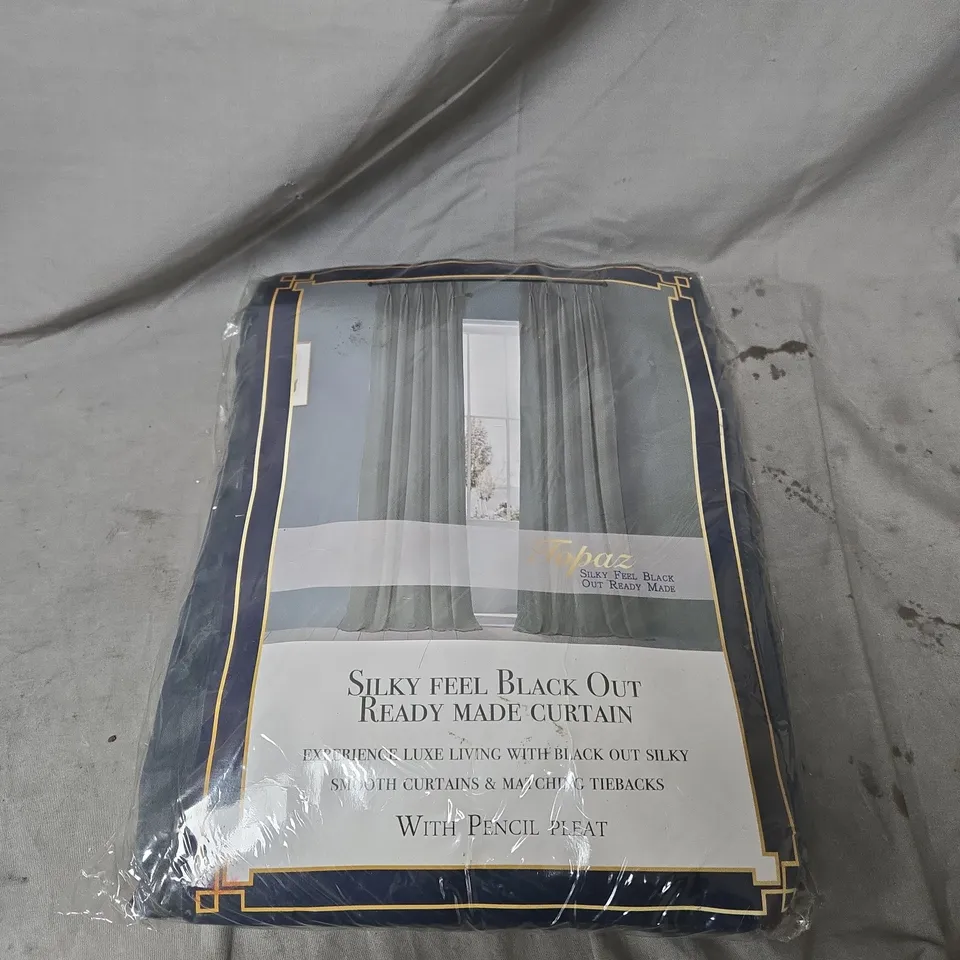 Topaz
Silky Feel Black
Out Ready Made
Silky feel Black Out
Ready made curtain
experience luxe living with black out silky
smooth curtains & matching tiebacks
With Pencil pleat